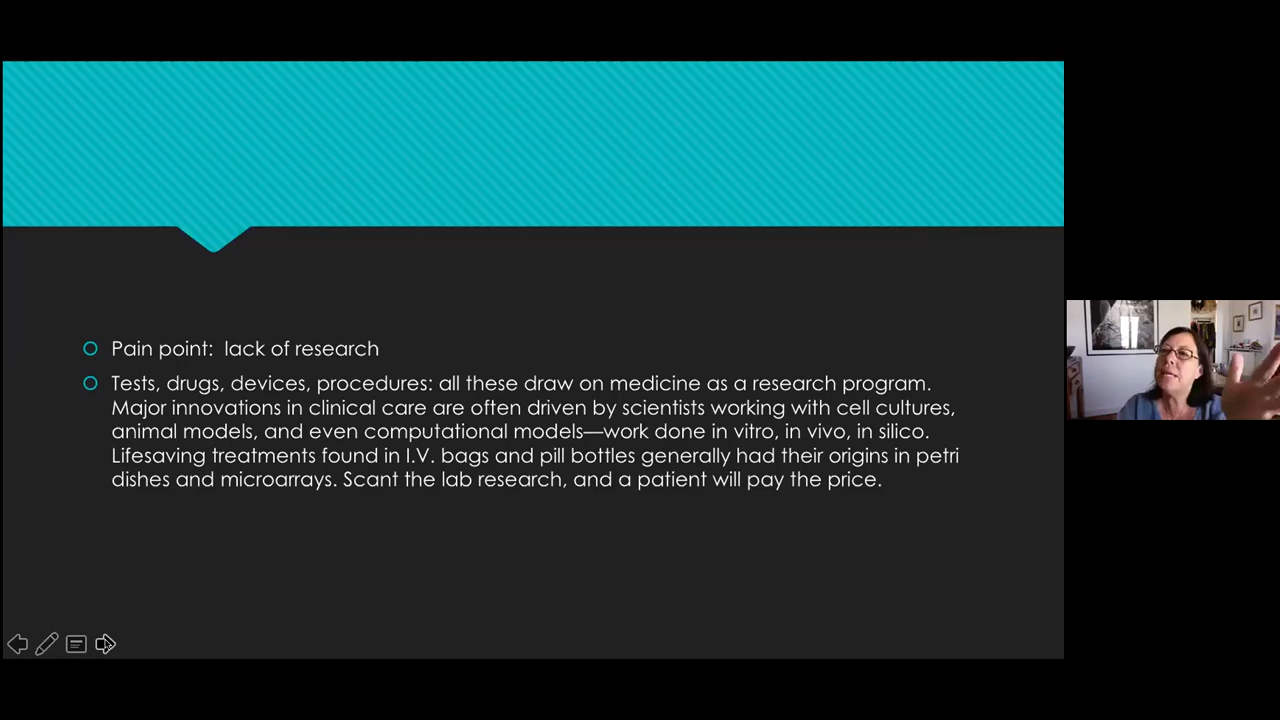 Pain point:  lack of research
Tests, drugs, devices, procedures: all these draw on medicine as a research program.
Major innovations in clinical care are often driven by scientists working with cell cultures,
animal models, and even computational models—work done in vitro, in vivo, in silico.
Lifesaving treatments found in I.V. bags and pill bottles generally had their origins in petri
dishes and microarrays. Scant the lab research, and a patient will pay the price.